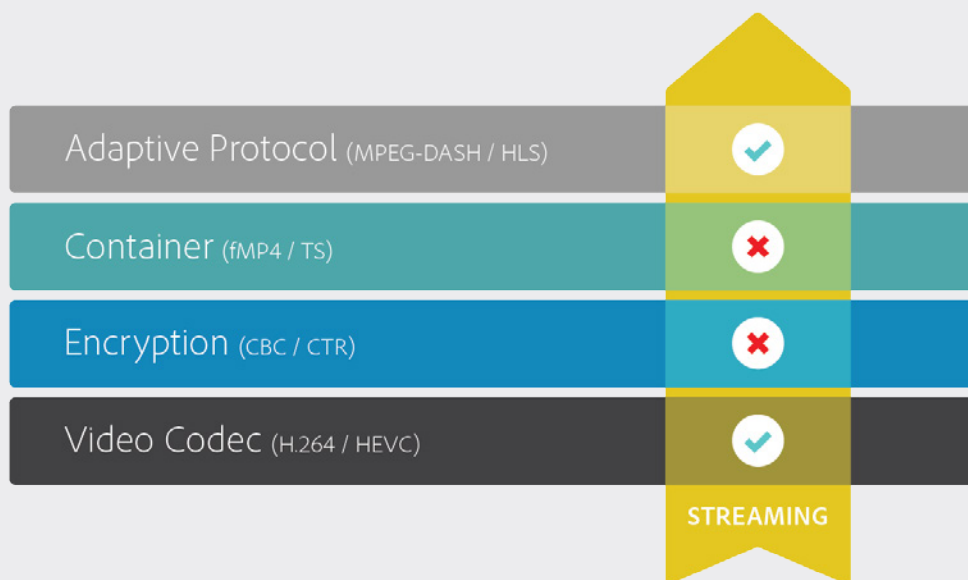 Adaptive Protocol (MPEG-DASH / HLS)
Container (fMP4 / TS)
Encryption (CBC / CTR)
Video Codec (H.264 / HEVC)
STREAMING